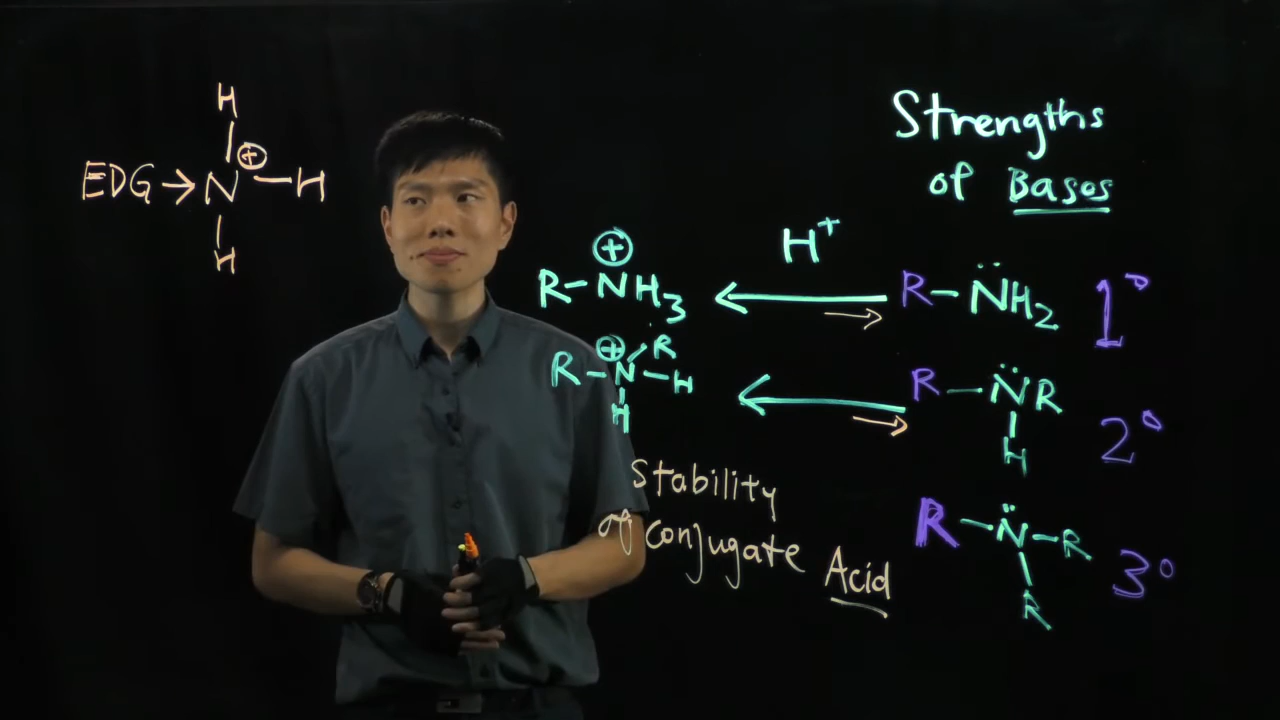 H
⊕
EDG→N—H
H
Strengths
of Bases
H⁺
⊕
R–NH₃
R–N̈H₂ 1°
⊕ R
R–N–H
H
R–N̈R
H
2°
Stability
of conjugate Acid
R–N̈–R
R
3°